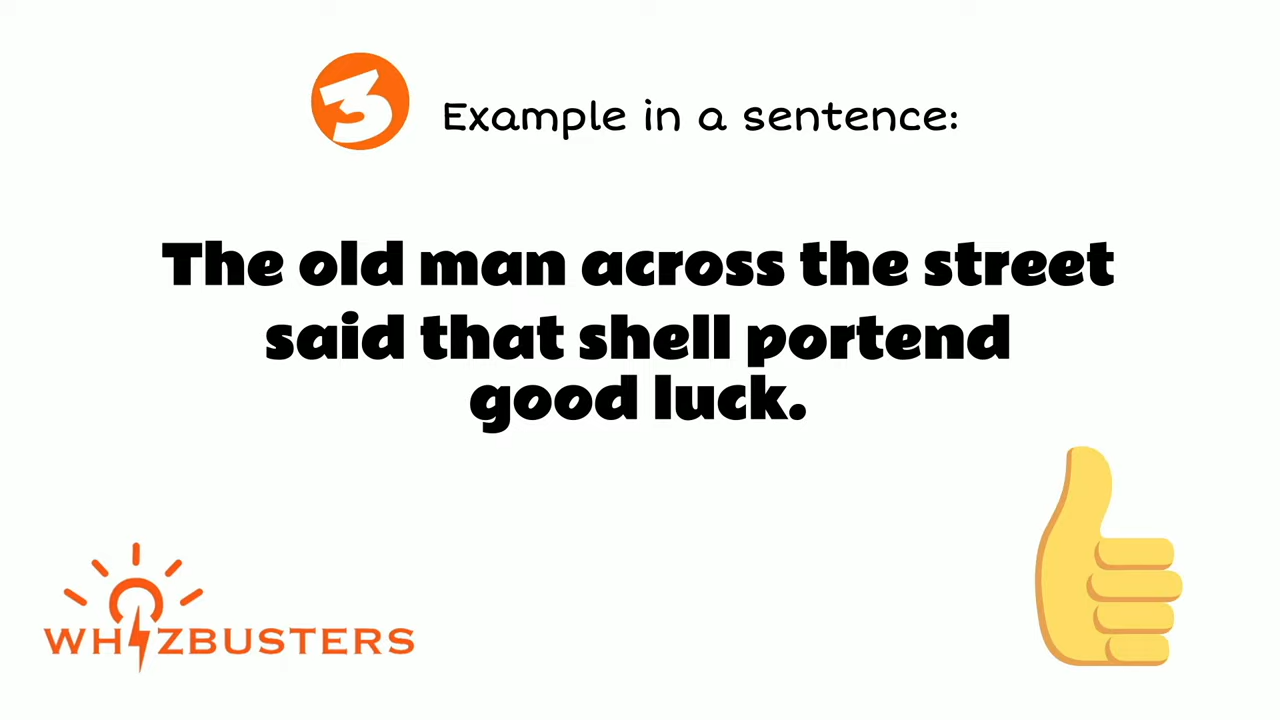 3 Example in a sentence:
The old man across the street
said that shell portend
good luck.
WHIZBUSTERS